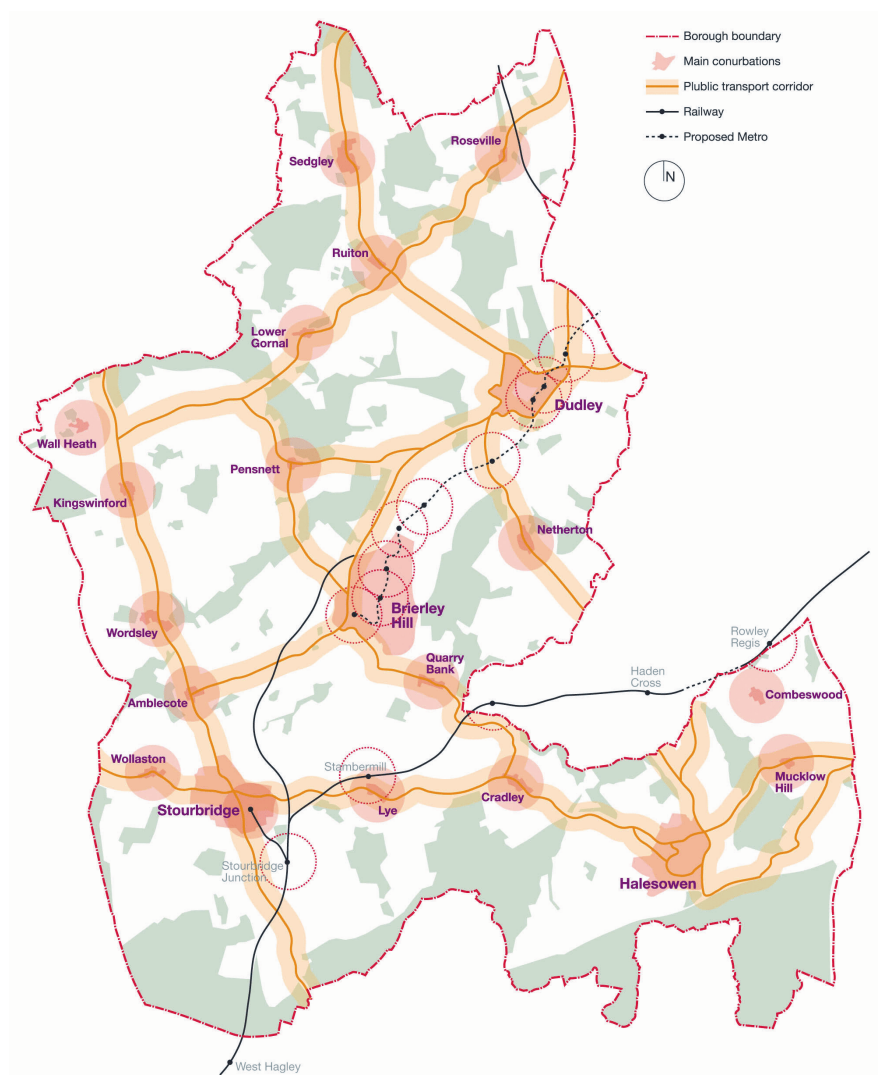 Borough boundary
Main conurbations
Plublic transport corridor
Railway
Proposed Metro
N
Roseville
Sedgley
Ruiton
Lower
Gornal
Dudley
Wall Heath
Pensnett
Kingswinford
Netherton
Brierley
Hill
Wordsley
Rowley
Regis
Quarry
Bank
Haden
Cross
Amblecote
Combeswood
Wollaston
Stambermill
Mucklow
Hill
Stourbridge
Lye
Cradley
Stourbridge
Junction
Halesowen
West Hagley